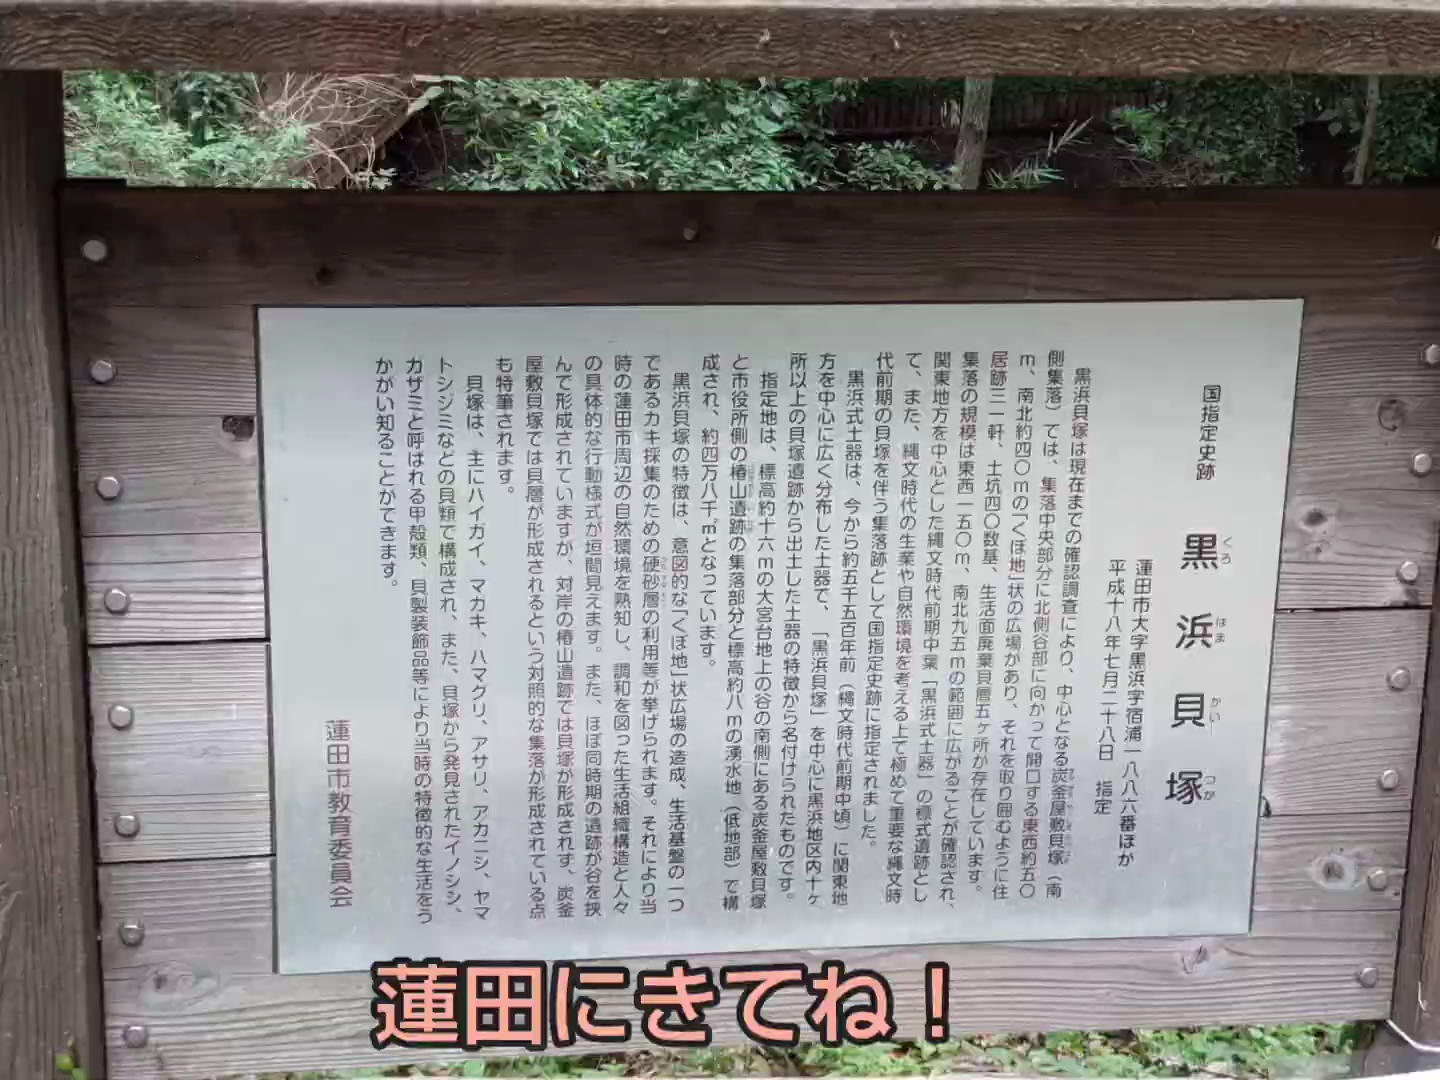 国指定史跡 黒浜貝塚
くろ はま かい づか
蓮田市大字黒浜字宿浦一八八六番ほか
平成十八年七月二十八日 指定
黒浜貝塚は現在までの確認調査により、中心となる炭釜屋敷貝塚（南
側集落）では、集落中央部分に北側谷部に向かって開口する東西約五〇
m、南北約四〇mの「くぼ地」状の広場があり、それを取り囲むように住
居跡三一軒、土坑四〇数基、生活面廃棄貝層五ヶ所が存在しています。
集落の規模は東西一五〇m、南北九五mの範囲に広がることが確認され、
関東地方を中心とした縄文時代前期中葉「黒浜式土器」の標式遺跡とし
て、また、縄文時代の生業や自然環境を考える上で極めて重要な縄文時
代前期の貝塚を伴う集落跡として国指定史跡に指定されました。
黒浜式土器は、今から約五千五百年前（縄文時代前期中頃）に関東地
方を中心に広く分布した土器で、「黒浜貝塚」を中心に黒浜地区内十ヶ
所以上の貝塚遺跡から出土した土器の特徴から名付けられたものです。
指定地は、標高約十六mの大宮台地上の谷の南側にある炭釜屋敷貝塚
と市役所側の椿山遺跡の集落部分と標高約八mの湧水地（低地部）で構
成され、約四万八千㎡となっています。
黒浜貝塚の特徴は、意図的な「くぼ地」状広場の造成、生活基盤の一つ
であるカキ採集のための硬砂層の利用等が挙げられます。それにより当
時の蓮田市周辺の自然環境を熟知し、調和を図った生活組織構造と人々
の具体的な行動様式が垣間見えます。また、ほぼ同時期の遺跡が谷を挟
んで形成されていますが、対岸の椿山遺跡では貝塚が形成されず、炭釜
屋敷貝塚では貝層が形成されるという対照的な集落が形成されている点
も特筆されます。
貝塚は、主にハイガイ、マカキ、ハマグリ、アサリ、アカニシ、ヤマ
トシジミなどの貝類で構成され、また、貝塚から発見されたイノシシ、
ガザミと呼ばれる甲殻類、貝製装飾品等により当時の特徴的な生活をう
かがい知ることができます。
蓮田市教育委員会
蓮田にきてね！